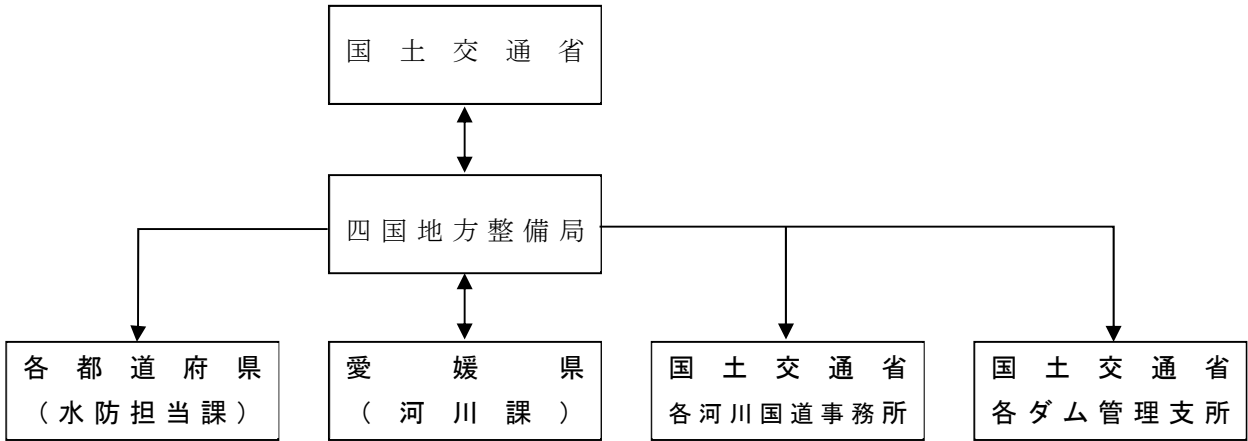 国土交通省
四国地方整備局
各都道府県
（水防担当課）
愛媛県
（河川課）
国土交通省
各河川国道事務所
国土交通省
各ダム管理支所